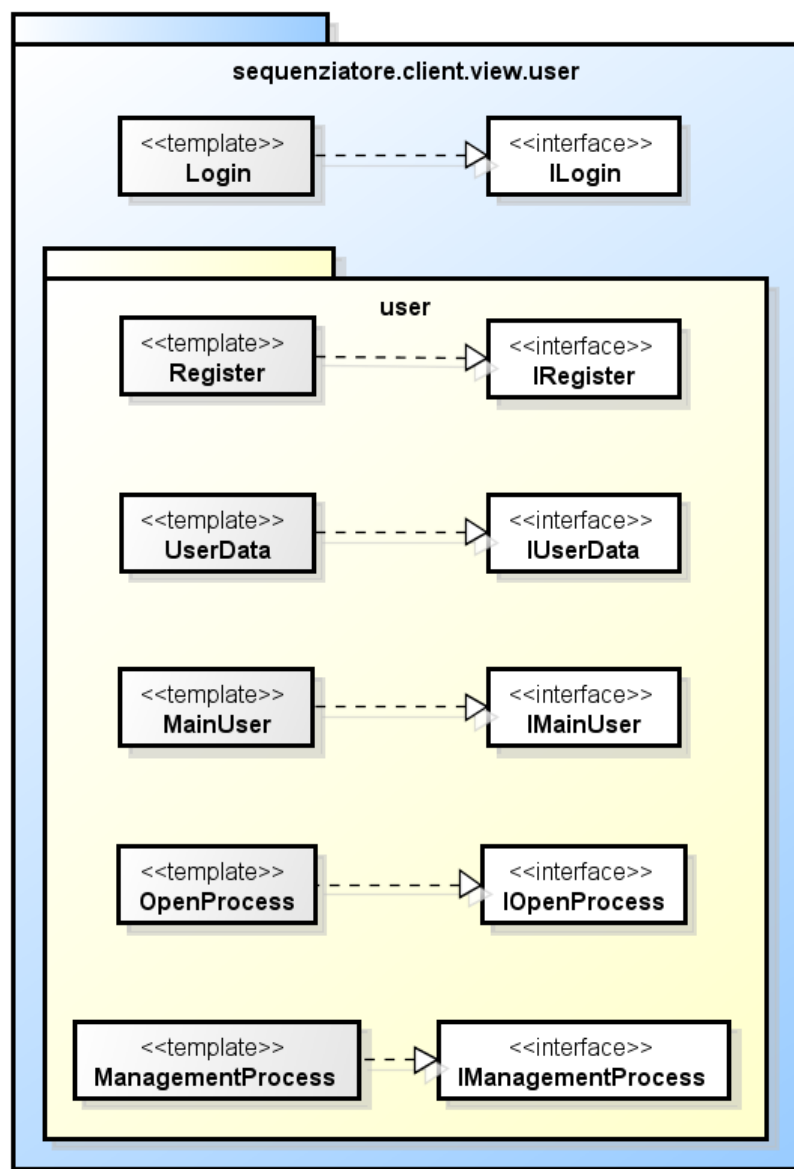 sequenziatore.client.view.user
<<template>>
Login
<<interface>>
ILogin
user
<<template>>
Register
<<interface>>
IRegister
<<template>>
UserData
<<interface>>
IUserData
<<template>>
MainUser
<<interface>>
IMainUser
<<template>>
OpenProcess
<<interface>>
IOpenProcess
<<template>>
ManagementProcess
<<interface>>
IManagementProcess